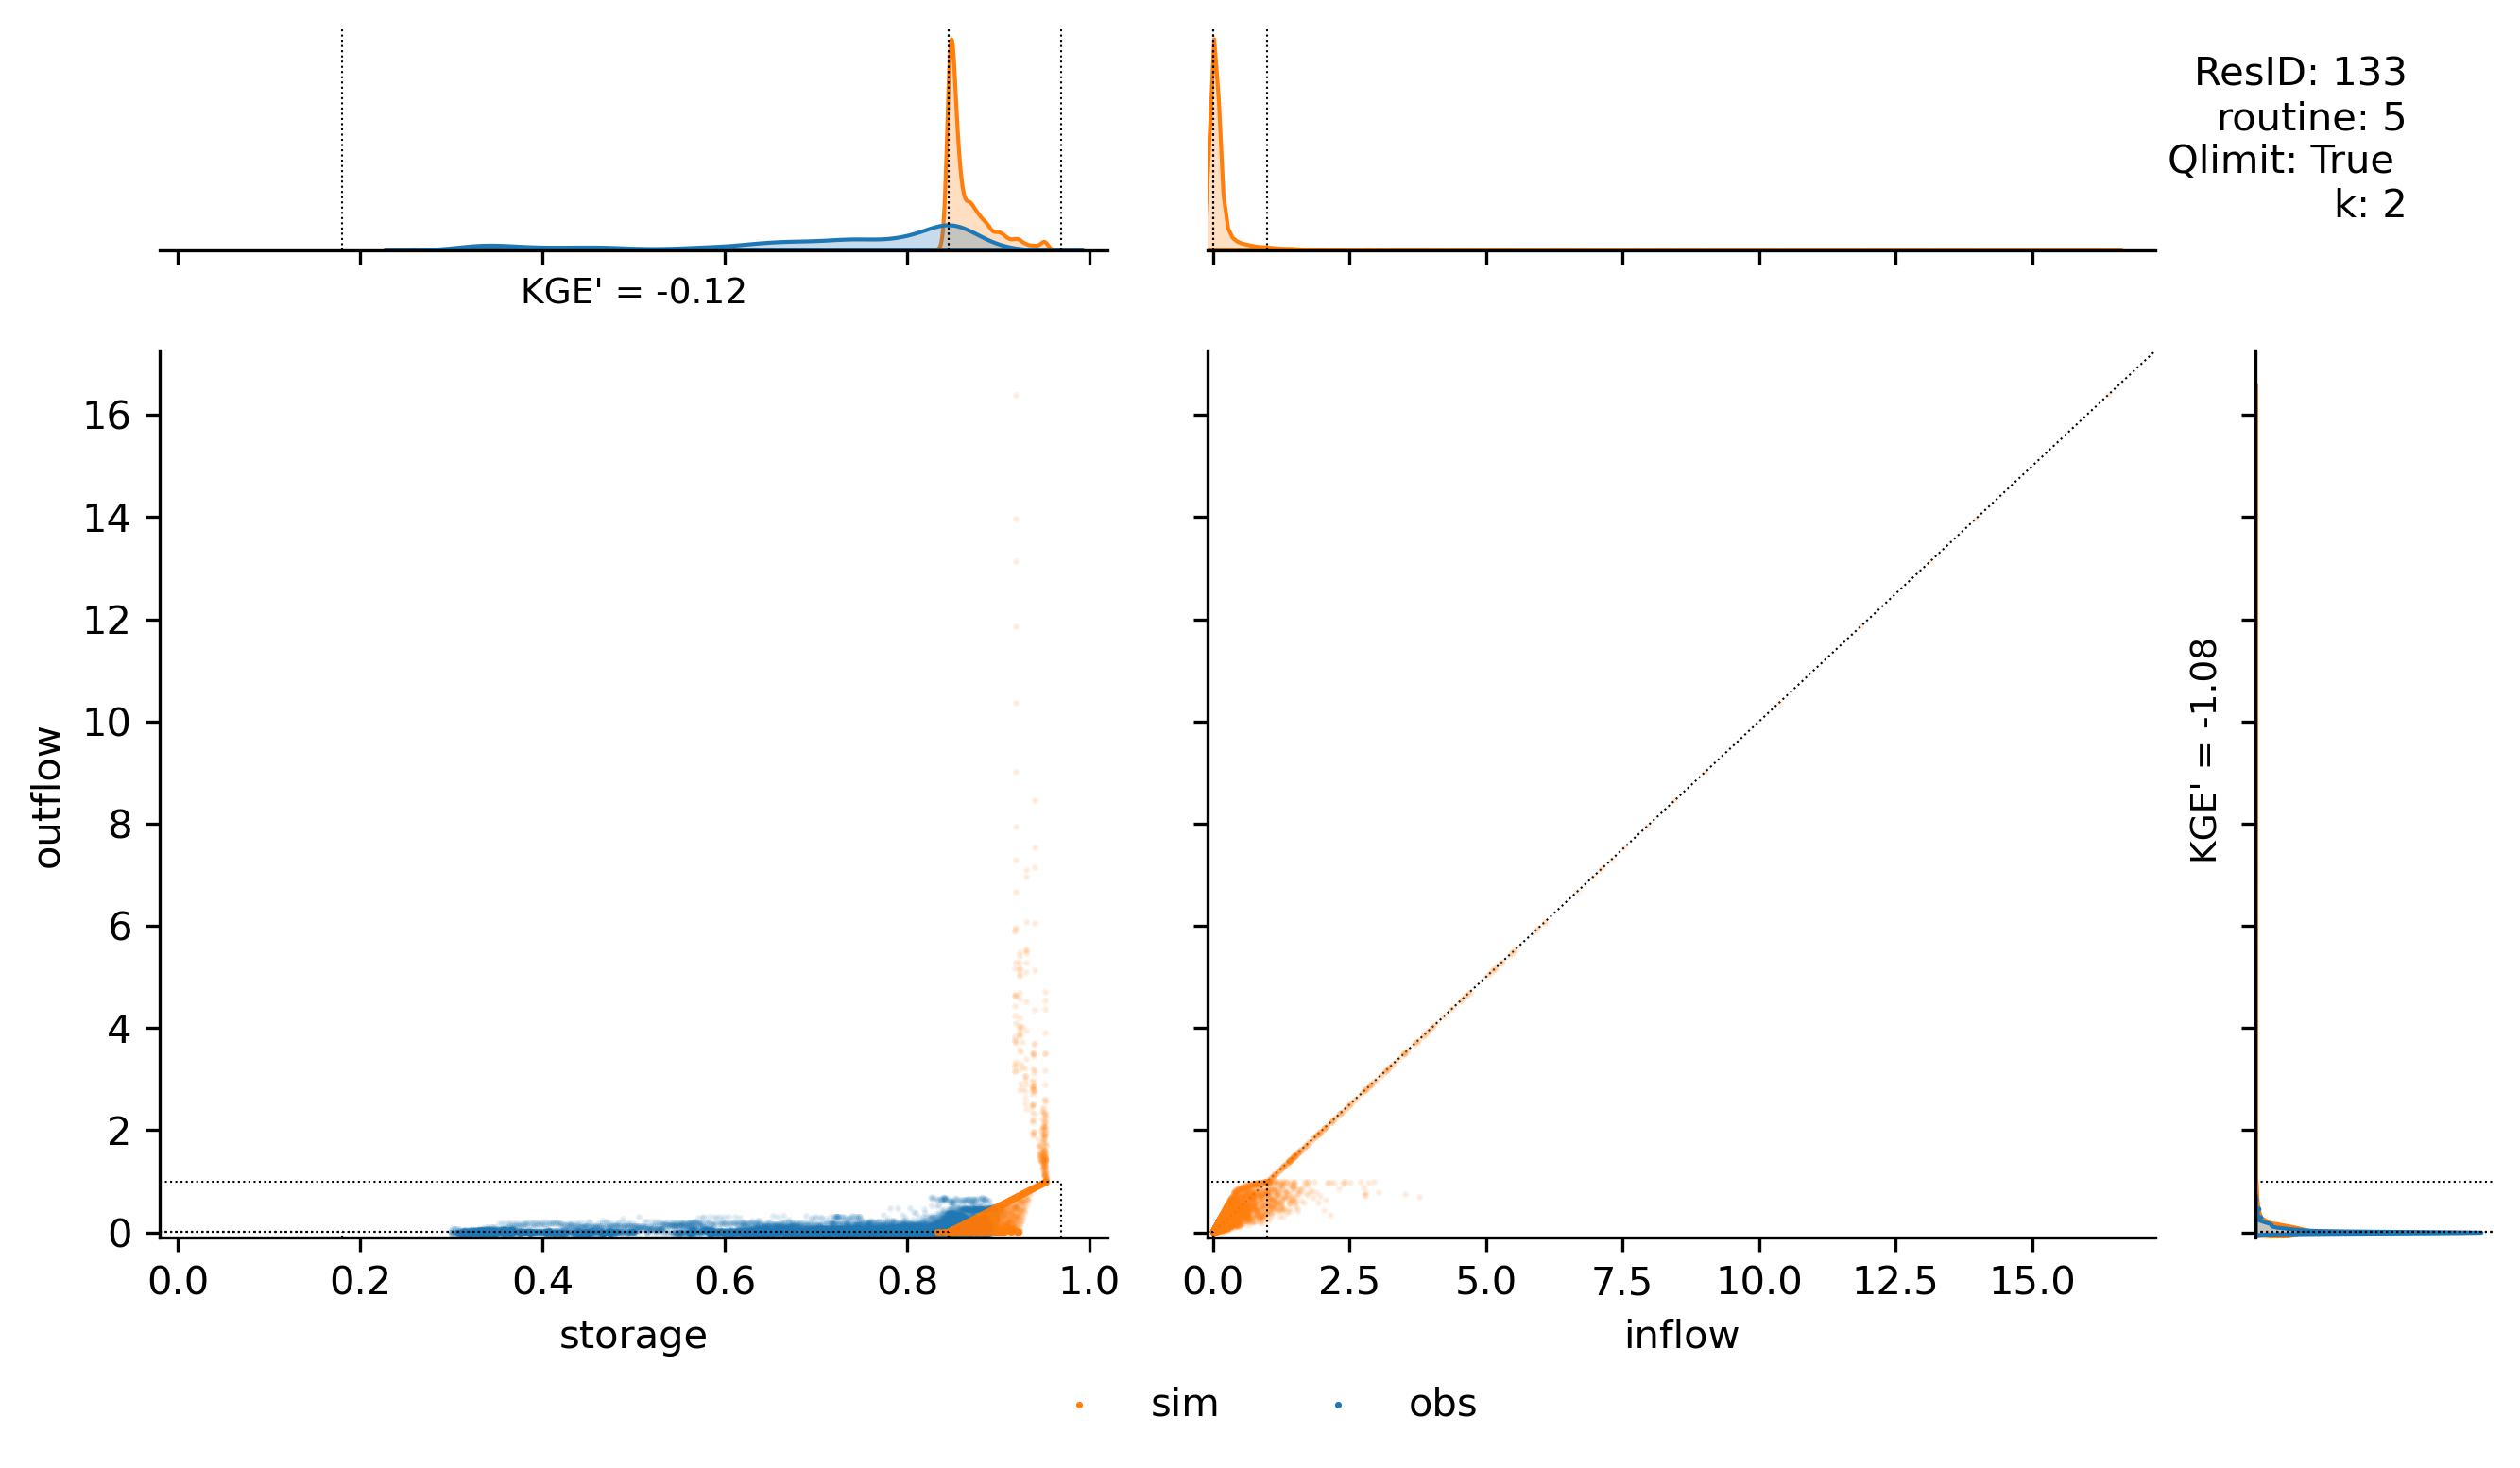 ResID: 133
routine: 5
Qlimit: True
k: 2
KGE' = -0.12
16
14
12
10
8
6
4
2
0
outflow
KGE' = -1.08
0.0 0.2 0.4 0.6 0.8 1.0
0.0 2.5 5.0 7.5 10.0 12.5 15.0
storage
inflow
sim obs